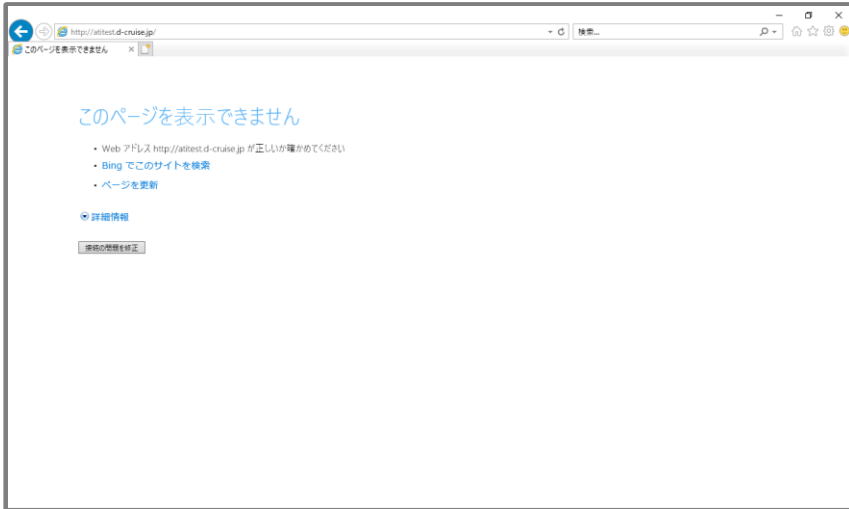 http://atitest.d-cruise.jp/
検索...
このページを表示できません
このページを表示できません
• Web アドレス http://atitest.d-cruise.jp が正しいか確かめてください
• Bing でこのサイトを検索
• ページを更新
詳細情報
接続の問題を修正